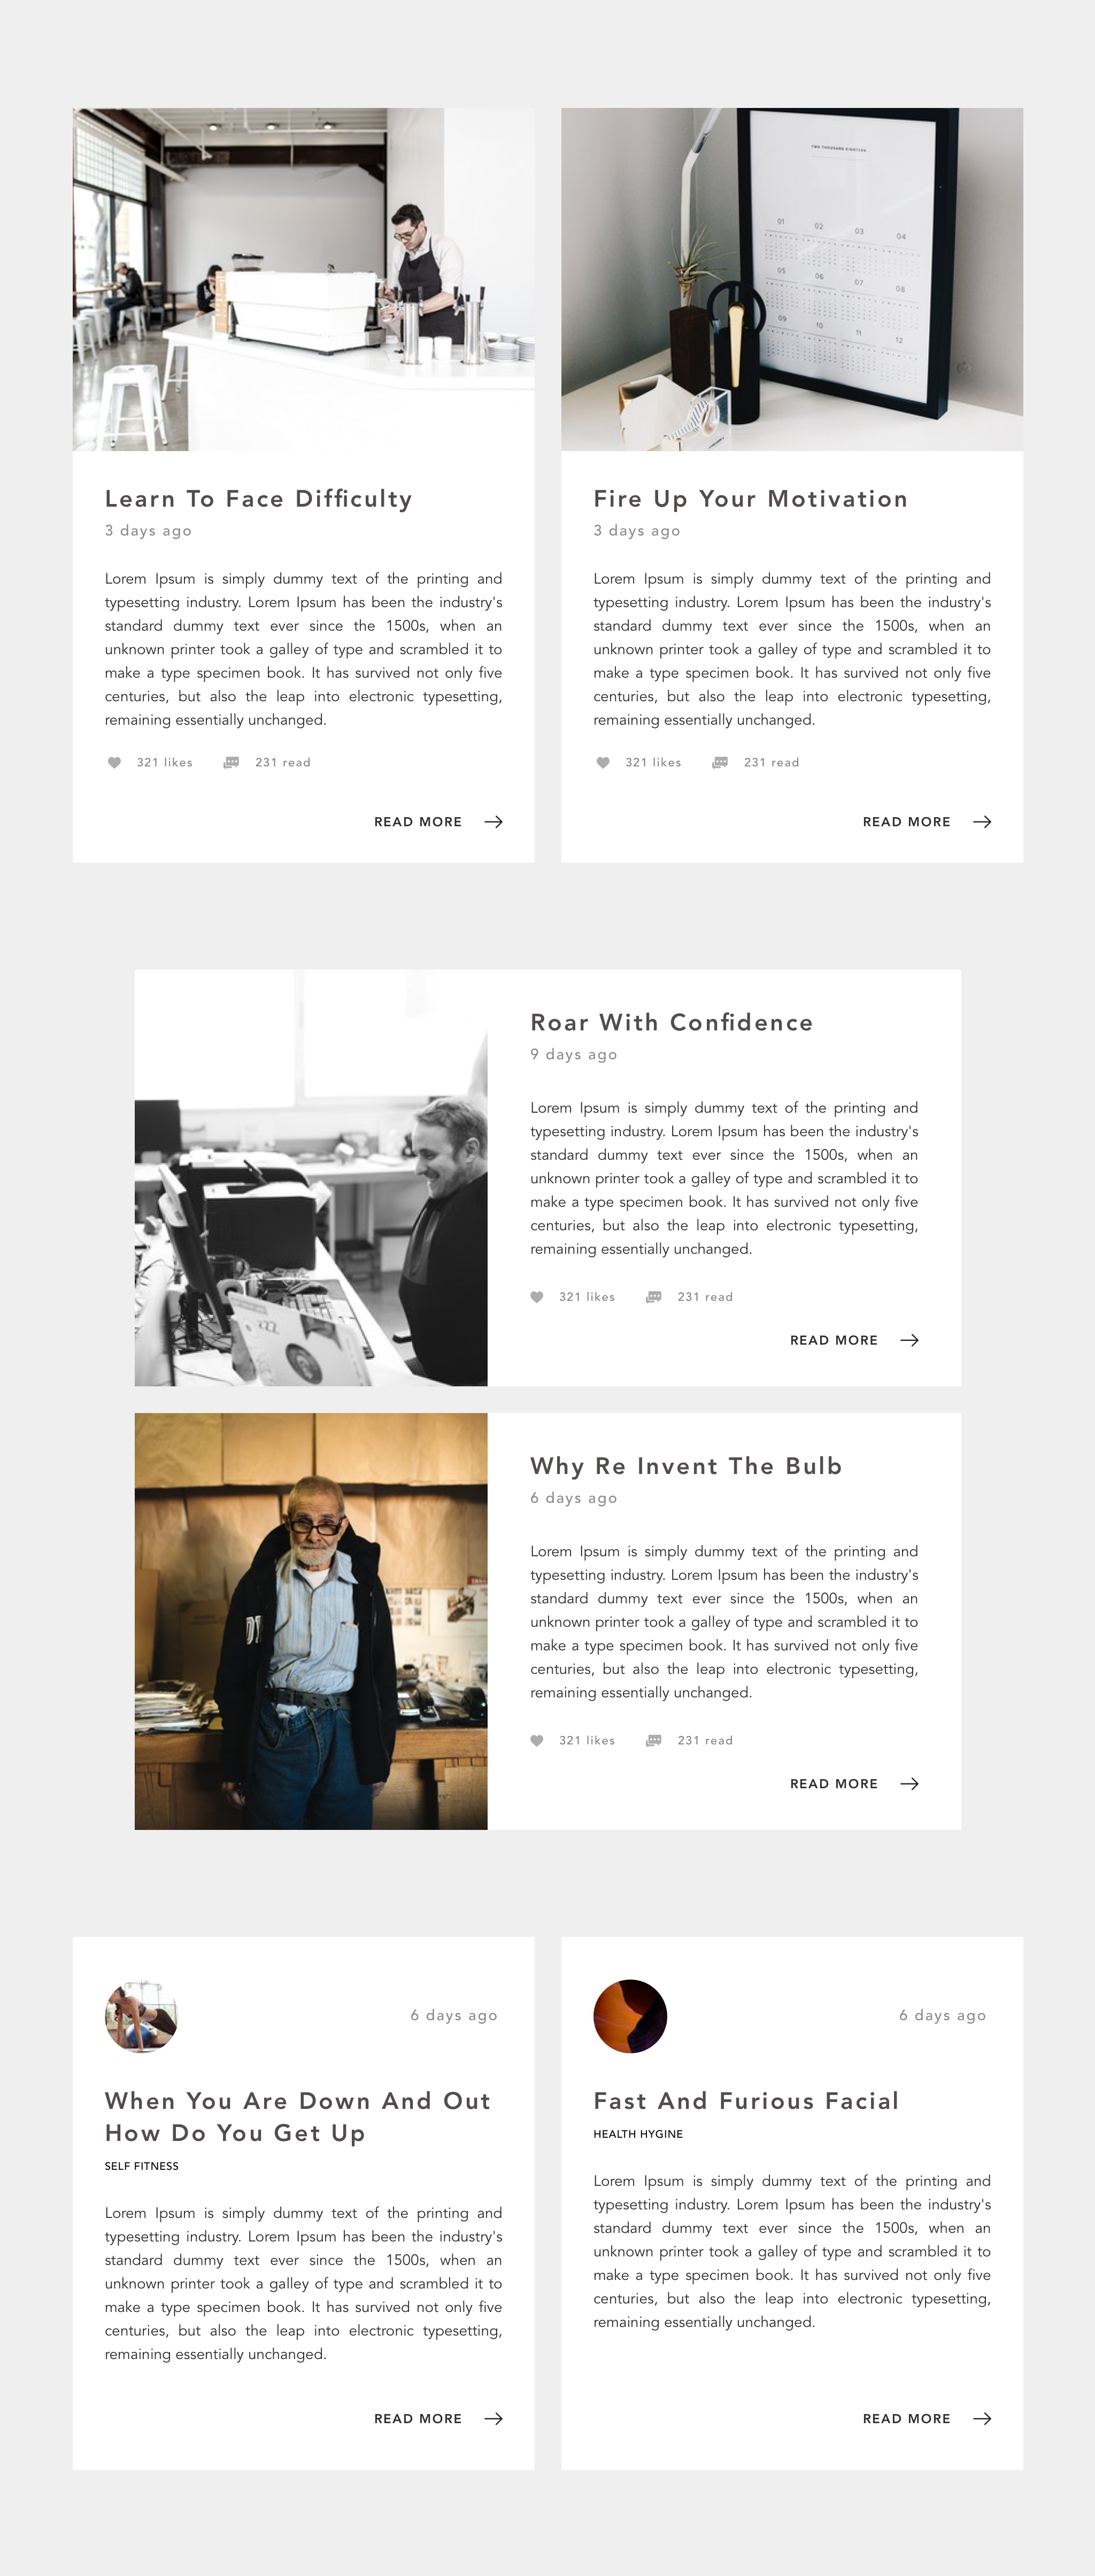 TWO THOUSAND EIGHTEEN
01 02 03 04
05 06 07 08
09 10 11 12
Learn To Face Difficulty
3 days ago
Lorem Ipsum is simply dummy text of the printing and
typesetting industry. Lorem Ipsum has been the industry's
standard dummy text ever since the 1500s, when an
unknown printer took a galley of type and scrambled it to
make a type specimen book. It has survived not only five
centuries, but also the leap into electronic typesetting,
remaining essentially unchanged.
321 likes 231 read
READ MORE
Fire Up Your Motivation
3 days ago
Lorem Ipsum is simply dummy text of the printing and
typesetting industry. Lorem Ipsum has been the industry's
standard dummy text ever since the 1500s, when an
unknown printer took a galley of type and scrambled it to
make a type specimen book. It has survived not only five
centuries, but also the leap into electronic typesetting,
remaining essentially unchanged.
321 likes 231 read
READ MORE
Roar With Confidence
9 days ago
Lorem Ipsum is simply dummy text of the printing and
typesetting industry. Lorem Ipsum has been the industry's
standard dummy text ever since the 1500s, when an
unknown printer took a galley of type and scrambled it to
make a type specimen book. It has survived not only five
centuries, but also the leap into electronic typesetting,
remaining essentially unchanged.
321 likes 231 read
READ MORE
Why Re Invent The Bulb
6 days ago
Lorem Ipsum is simply dummy text of the printing and
typesetting industry. Lorem Ipsum has been the industry's
standard dummy text ever since the 1500s, when an
unknown printer took a galley of type and scrambled it to
make a type specimen book. It has survived not only five
centuries, but also the leap into electronic typesetting,
remaining essentially unchanged.
321 likes 231 read
READ MORE
6 days ago
When You Are Down And Out
How Do You Get Up
SELF FITNESS
Lorem Ipsum is simply dummy text of the printing and
typesetting industry. Lorem Ipsum has been the industry's
standard dummy text ever since the 1500s, when an
unknown printer took a galley of type and scrambled it to
make a type specimen book. It has survived not only five
centuries, but also the leap into electronic typesetting,
remaining essentially unchanged.
READ MORE
6 days ago
Fast And Furious Facial
HEALTH HYGINE
Lorem Ipsum is simply dummy text of the printing and
typesetting industry. Lorem Ipsum has been the industry's
standard dummy text ever since the 1500s, when an
unknown printer took a galley of type and scrambled it to
make a type specimen book. It has survived not only five
centuries, but also the leap into electronic typesetting,
remaining essentially unchanged.
READ MORE